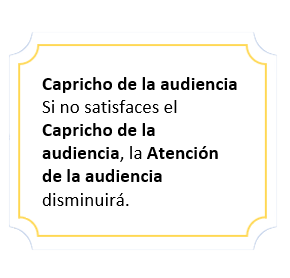 Capricho de la audiencia
Si no satisfaces el
Capricho de la
audiencia, la Atención
de la audiencia
disminuirá.